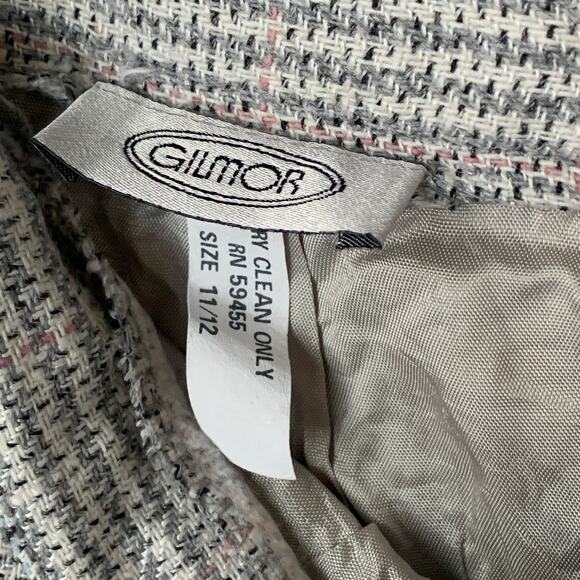 GILMOR
RY CLEAN ONLY
RN 59455
SIZE 11/12